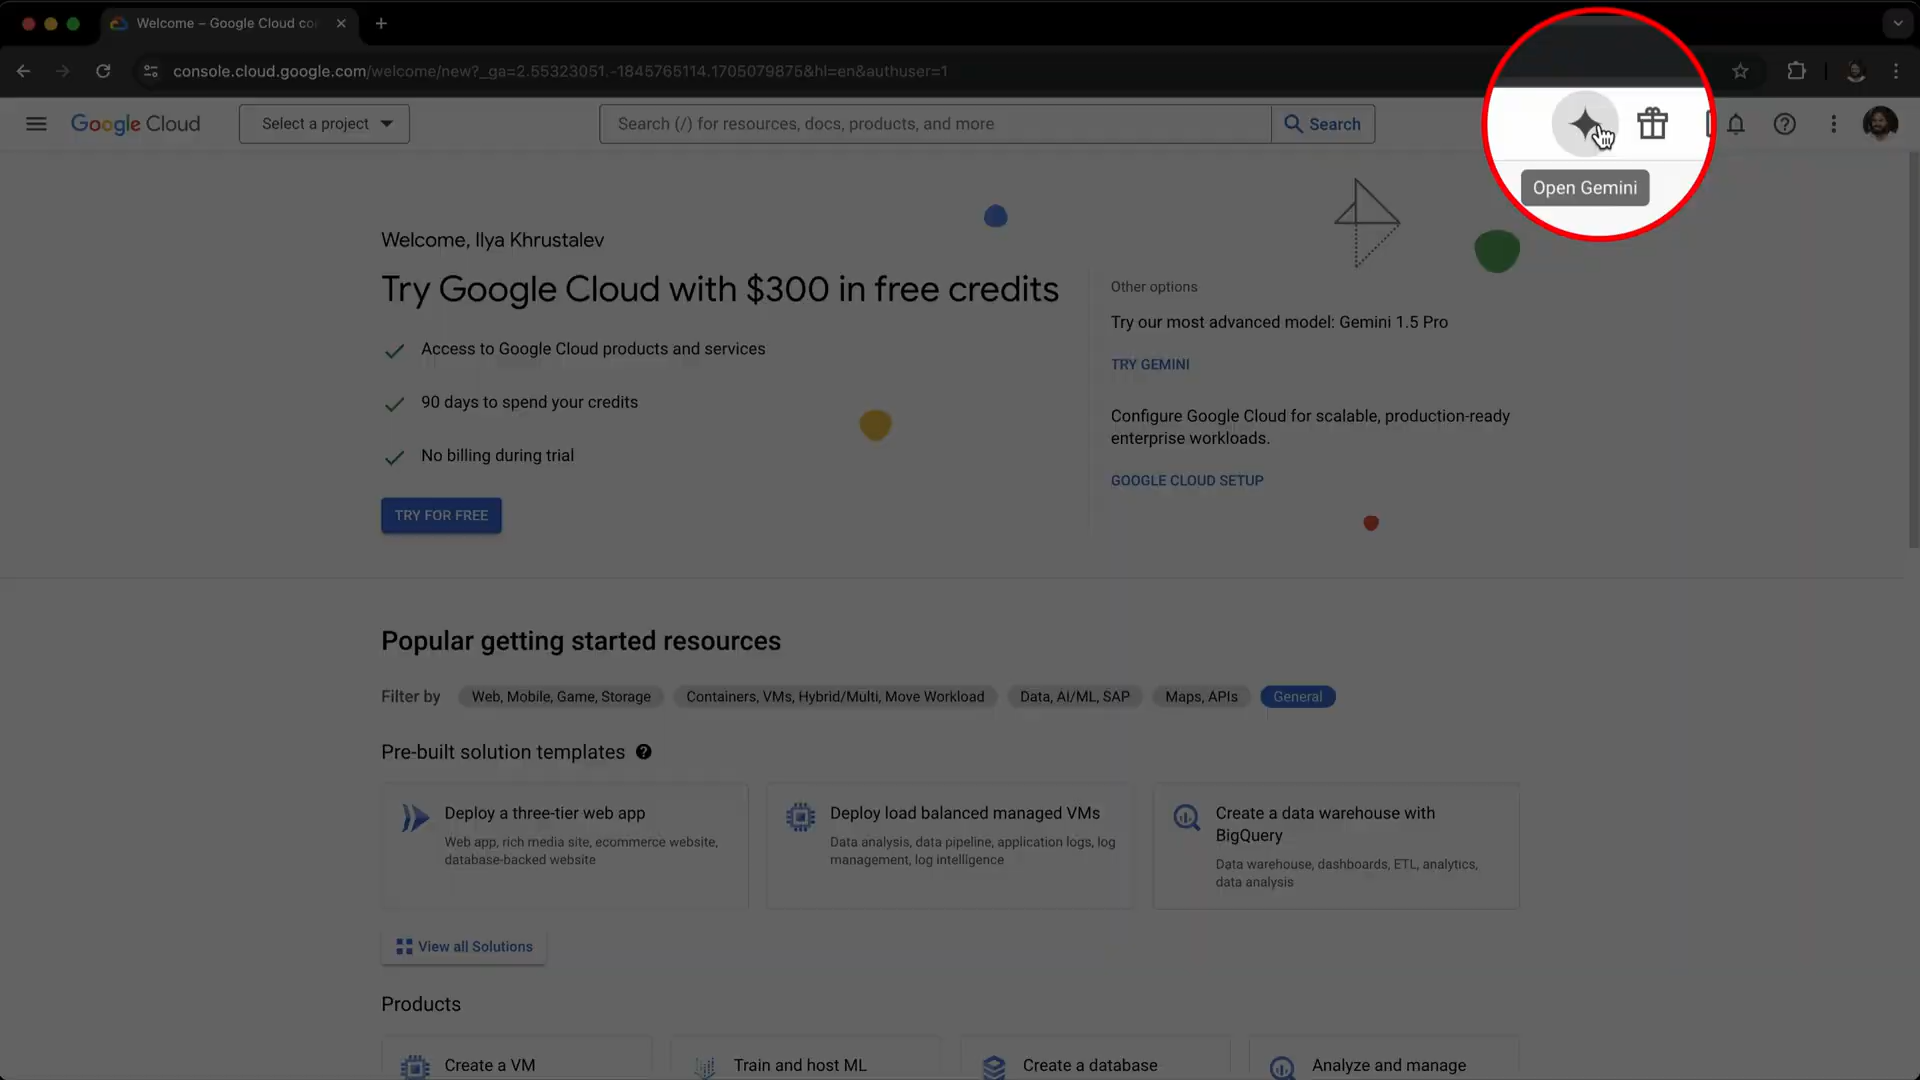 Welcome – Google Cloud co
console.cloud.google.com/welcome/new?_ga=2.55323051.-1845765114.1705079875&hl=en&authuser=1
Google Cloud
Select a project
Search (/) for resources, docs, products, and more
Search
Open Gemini
Welcome, Ilya Khrustalev
Try Google Cloud with $300 in free credits
Access to Google Cloud products and services
90 days to spend your credits
No billing during trial
TRY FOR FREE
Other options
Try our most advanced model: Gemini 1.5 Pro
TRY GEMINI
Configure Google Cloud for scalable, production-ready
enterprise workloads.
GOOGLE CLOUD SETUP
Popular getting started resources
Filter by
Web, Mobile, Game, Storage
Containers, VMs, Hybrid/Multi, Move Workload
Data, AI/ML, SAP
Maps, APIs
General
Pre-built solution templates
Deploy a three-tier web app
Web app, rich media site, ecommerce website,
database-backed website
Deploy load balanced managed VMs
Data analysis, data pipeline, application logs, log
management, log intelligence
Create a data warehouse with
BigQuery
Data warehouse, dashboards, ETL, analytics,
data analysis
View all Solutions
Products
Create a VM
Train and host ML
Create a database
Analyze and manage